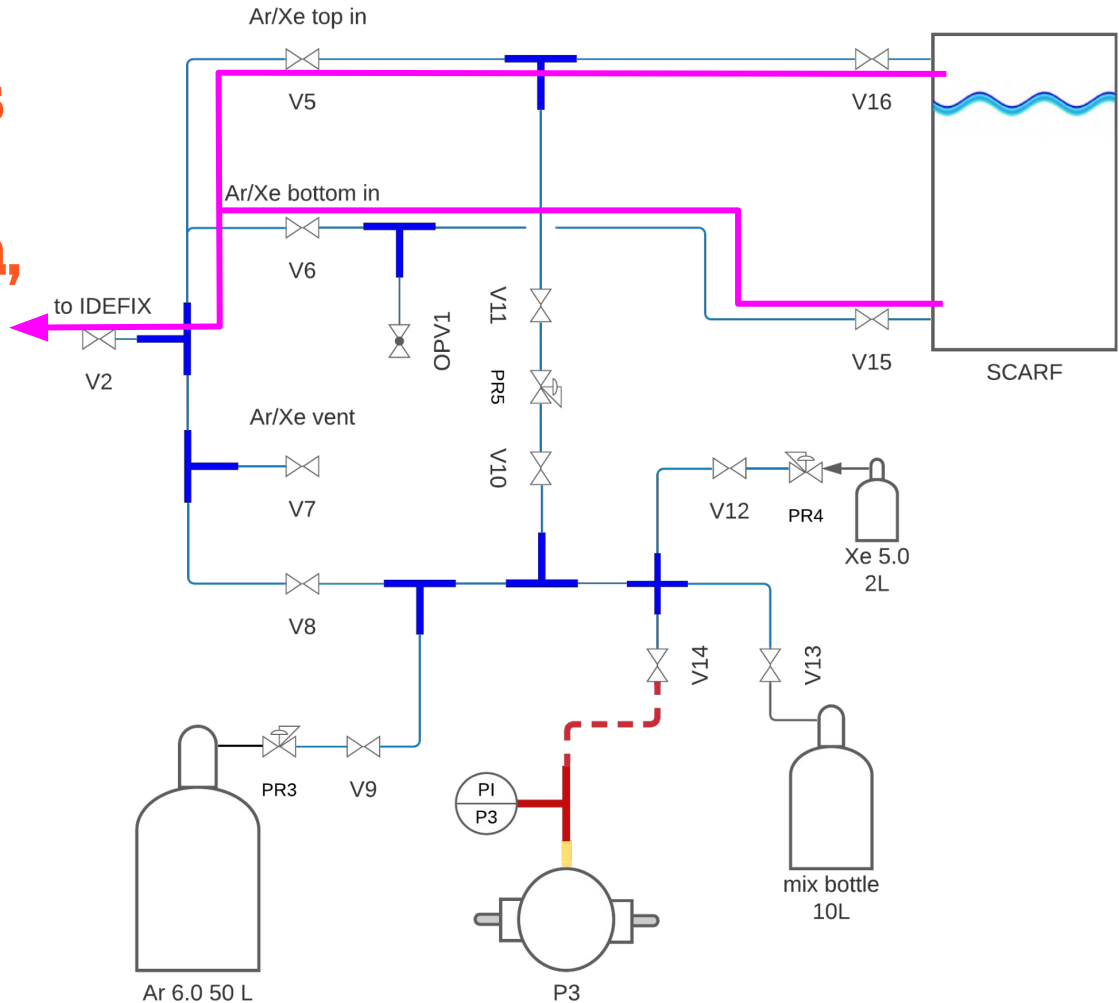 Ar/Xe top in
V5
V16
Ar/Xe bottom in
V6
to IDEFIX
V2
OPV1
V11
PR5
V10
V15
SCARF
Ar/Xe vent
V7
V12
PR4
Xe 5.0
2L
V8
V14
V13
PR3
V9
PI
P3
mix bottle
10L
Ar 6.0 50 L
P3